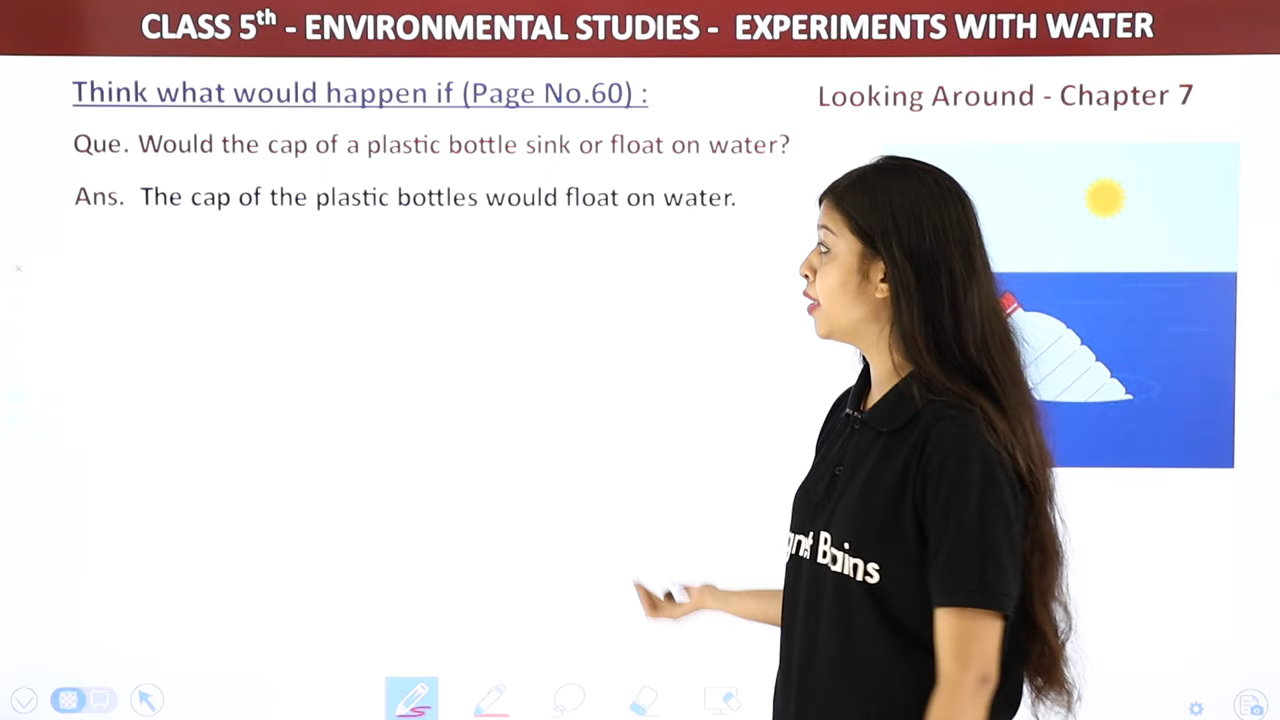 CLASS 5th - ENVIRONMENTAL STUDIES - EXPERIMENTS WITH WATER
Think what would happen if (Page No.60) :
Looking Around - Chapter 7
Que. Would the cap of a plastic bottle sink or float on water?
Ans. The cap of the plastic bottles would float on water.